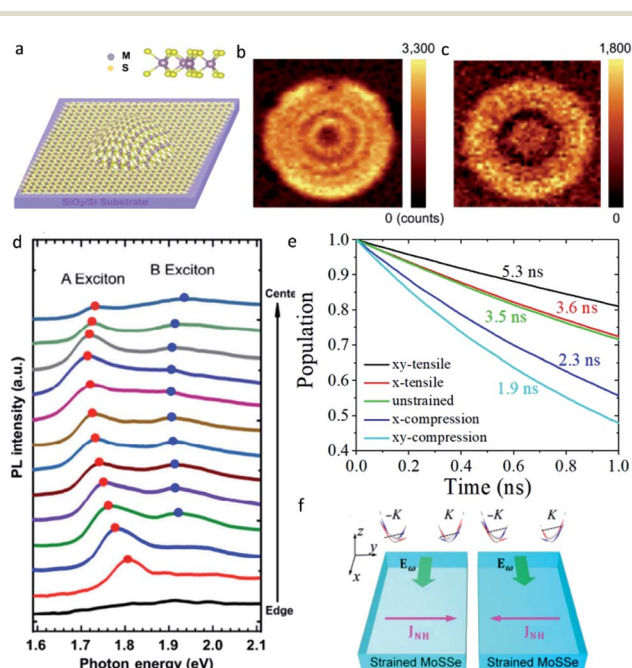 a
M
S
SiO2/Si Substrate
b
3,300
0 (counts)
c
1,800
0
d
A Exciton
B Exciton
Cente
Edge
PL intensity (a.u.)
1.6 1.7 1.8 1.9 2.0 2.1
Photon energy (eV)
e
1.0
0.9
0.8
0.7
0.6
0.5
0.4
Population
5.3 ns
3.6 ns
3.5 ns
2.3 ns
1.9 ns
xy-tensile
x-tensile
unstrained
x-compression
xy-compression
0.0 0.2 0.4 0.6 0.8 1.0
Time (ns)
f
-K K -K K
z
y
x
Eω Eω
JNH JNH
Strained MoSSe Strained MoSSe